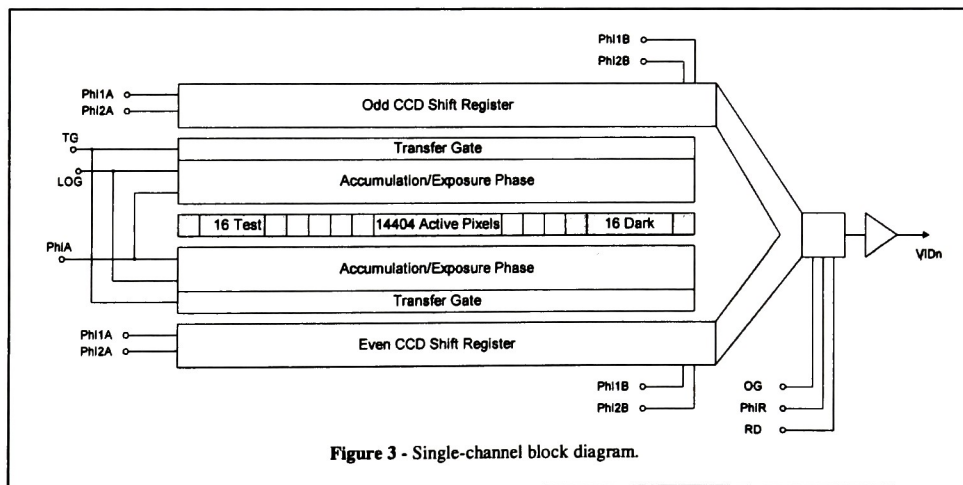 Phi1B
Phi2B
Phi1A
Phi2A
Odd CCD Shift Register
TG
Transfer Gate
LOG
Accumulation/Exposure Phase
16 Test
14404 Active Pixels
16 Dark
VIDn
PhiA
Accumulation/Exposure Phase
Transfer Gate
Phi1A
Phi2A
Even CCD Shift Register
Phi1B
Phi2B
OG
PhiR
RD
Figure 3 - Single-channel block diagram.